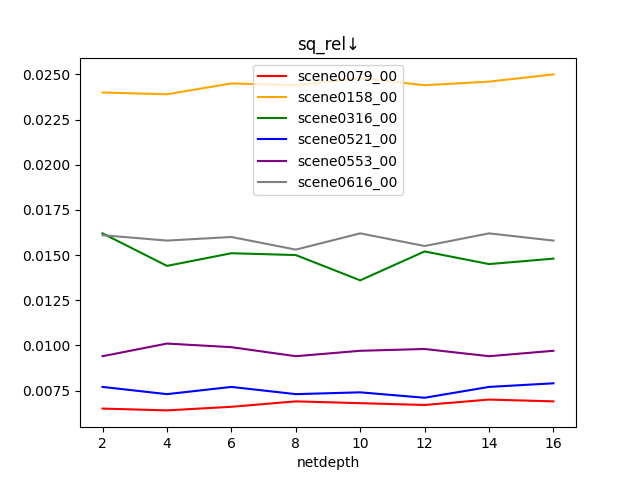 sq_rel↓
0.0250
0.0225
0.0200
0.0175
0.0150
0.0125
0.0100
0.0075
scene0079_00
scene0158_00
scene0316_00
scene0521_00
scene0553_00
scene0616_00
2 4 6 8 10 12 14 16
netdepth